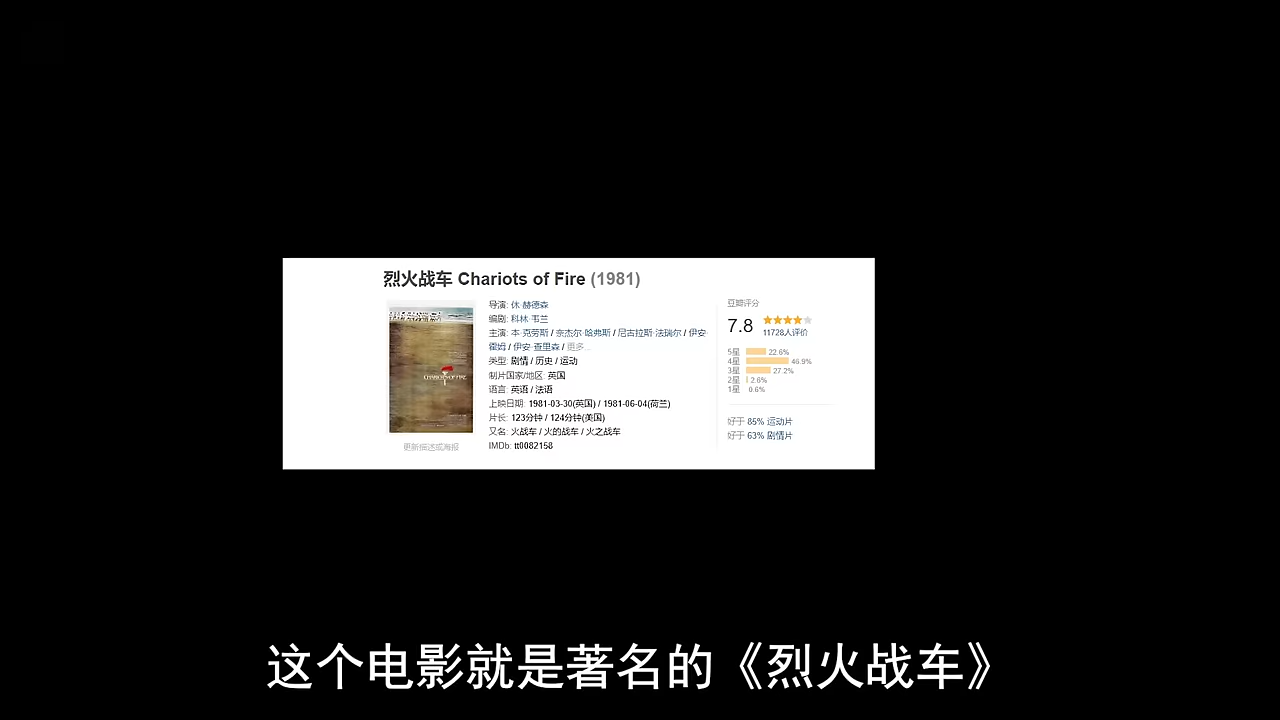 烈火战车 Chariots of Fire (1981)
导演: 休·赫德森
编剧: 科林·韦兰
主演: 本·克劳斯 / 奈杰尔·哈弗斯 / 尼古拉斯·法瑞尔 / 伊安·
霍姆 / 伊安·查里森 / 更多...
类型: 剧情 / 历史 / 运动
制片国家/地区: 英国
语言: 英语 / 法语
上映日期: 1981-03-30(英国) / 1981-06-04(荷兰)
片长: 123分钟 / 124分钟(美国)
又名: 火战车 / 火的战车 / 火之战车
IMDb: tt0082158
CHARIOTS OF FIRE
更新描述或海报
豆瓣评分
7.8
11728人评价
5星 22.6%
4星 46.9%
3星 27.2%
2星 2.6%
1星 0.6%
好于 85% 运动片
好于 63% 剧情片
这个电影就是著名的《烈火战车》